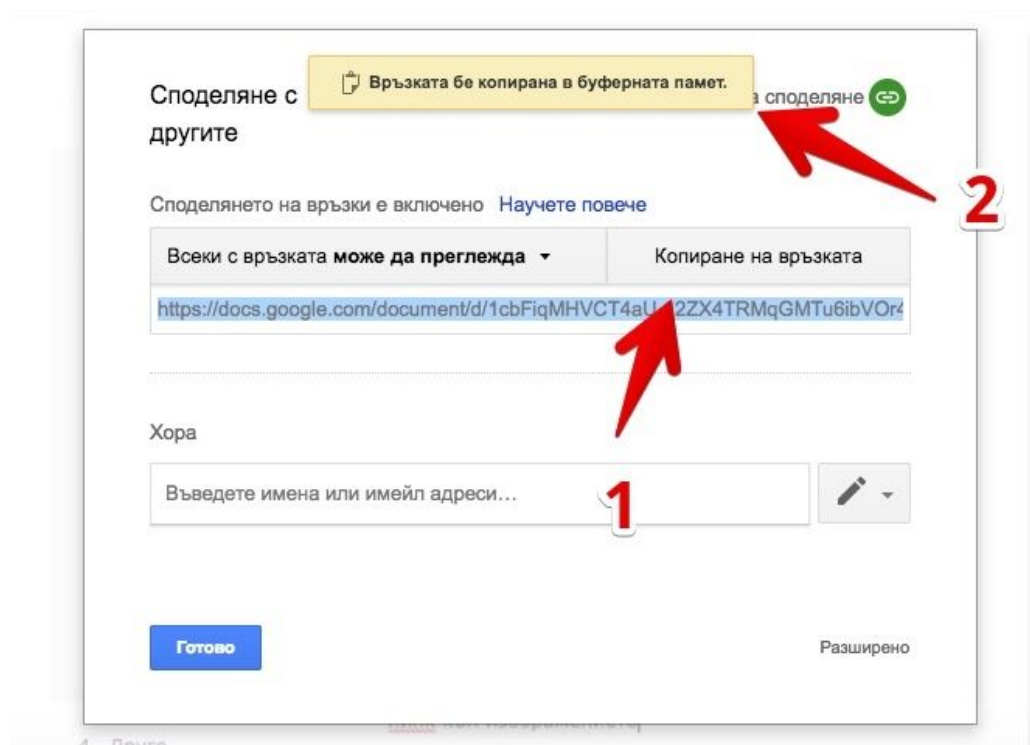 Връзката бе копирана в буферната памет.
Споделяне с
споделяне
другите
2
Споделянето на връзки е включено Научете повече
Всеки с връзката може да преглежда
Копиране на връзката
https://docs.google.com/document/d/1cbFiqMHVCT4aU 2ZX4TRMqGMTu6ibVOr4
Хора
Въведете имена или имейл адреси...
1
Готово
Разширено